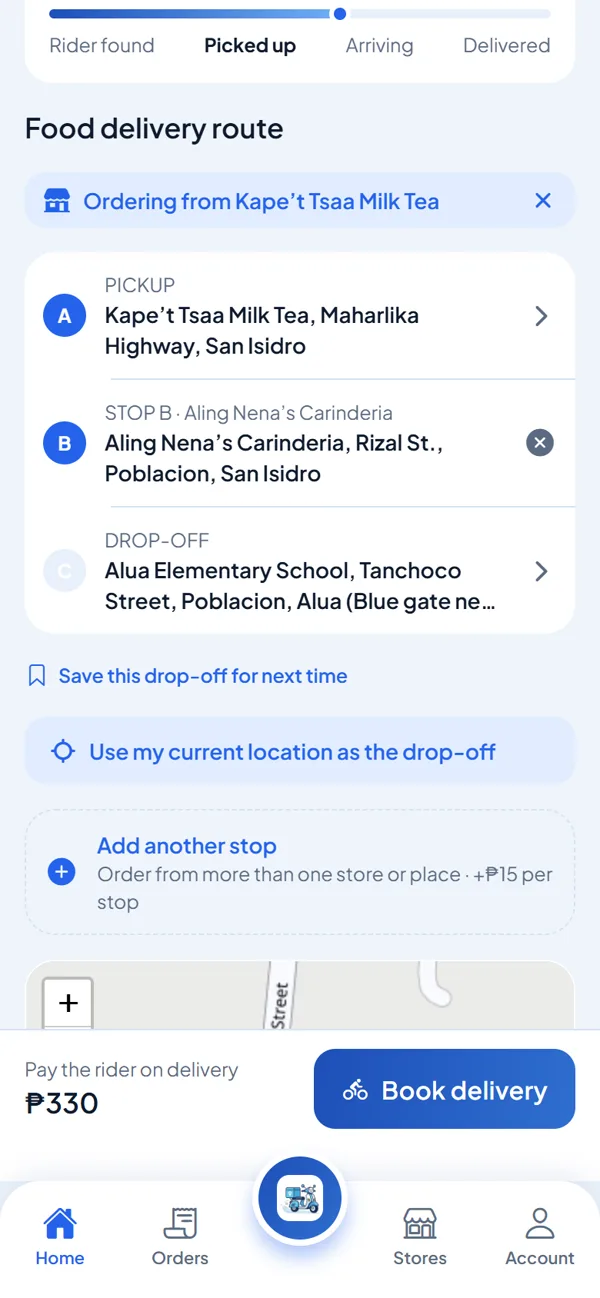 Rider found
Picked up
Arriving
Delivered
Food delivery route
Ordering from Kape’t Tsaa Milk Tea
PICKUP
A
Kape’t Tsaa Milk Tea, Maharlika
Highway, San Isidro
STOP B · Aling Nena’s Carinderia
B
Aling Nena’s Carinderia, Rizal St.,
Poblacion, San Isidro
DROP-OFF
C
Alua Elementary School, Tanchoco
Street, Poblacion, Alua (Blue gate ne…
Save this drop-off for next time
Use my current location as the drop-off
Add another stop
Order from more than one store or place · +₱15 per
stop
+
Street
Pay the rider on delivery
₱330
Book delivery
Home
Orders
Stores
Account